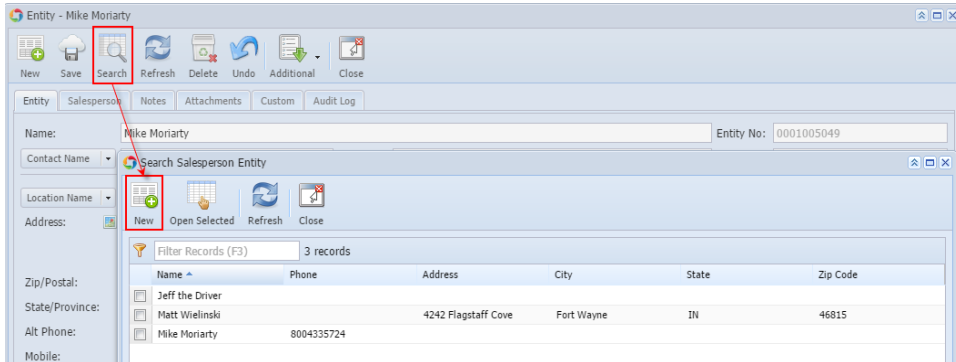 Entity - Mike Moriarty
New Save Search Refresh Delete Undo Additional Close
Entity Salesperson Notes Attachments Custom Audit Log
Name: Mike Moriarty Entity No: 0001005049
Contact Name
Search Salesperson Entity
Location Name
Address:
New Open Selected Refresh Close
Filter Records (F3) 3 records
Name Phone Address City State Zip Code
Zip/Postal:
Jeff the Driver
State/Province:
Matt Wielinski 4242 Flagstaff Cove Fort Wayne IN 46815
Alt Phone:
Mike Moriarty 8004335724
Mobile: